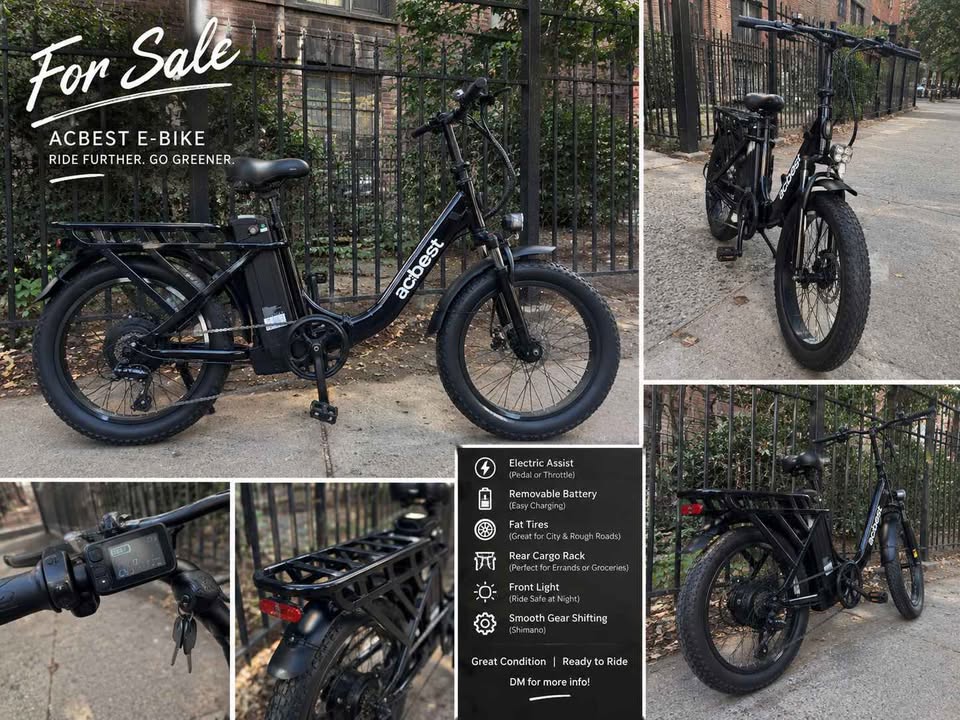 For Sale
ACBEST E-BIKE
RIDE FURTHER. GO GREENER.
acbest
acbest
acbest
Electric Assist
(Pedal or Throttle)
Removable Battery
(Easy Charging)
Fat Tires
(Great for City & Rough Roads)
Rear Cargo Rack
(Perfect for Errands or Groceries)
Front Light
(Ride Safe at Night)
Smooth Gear Shifting
(Shimano)
Great Condition | Ready to Ride
DM for more info!